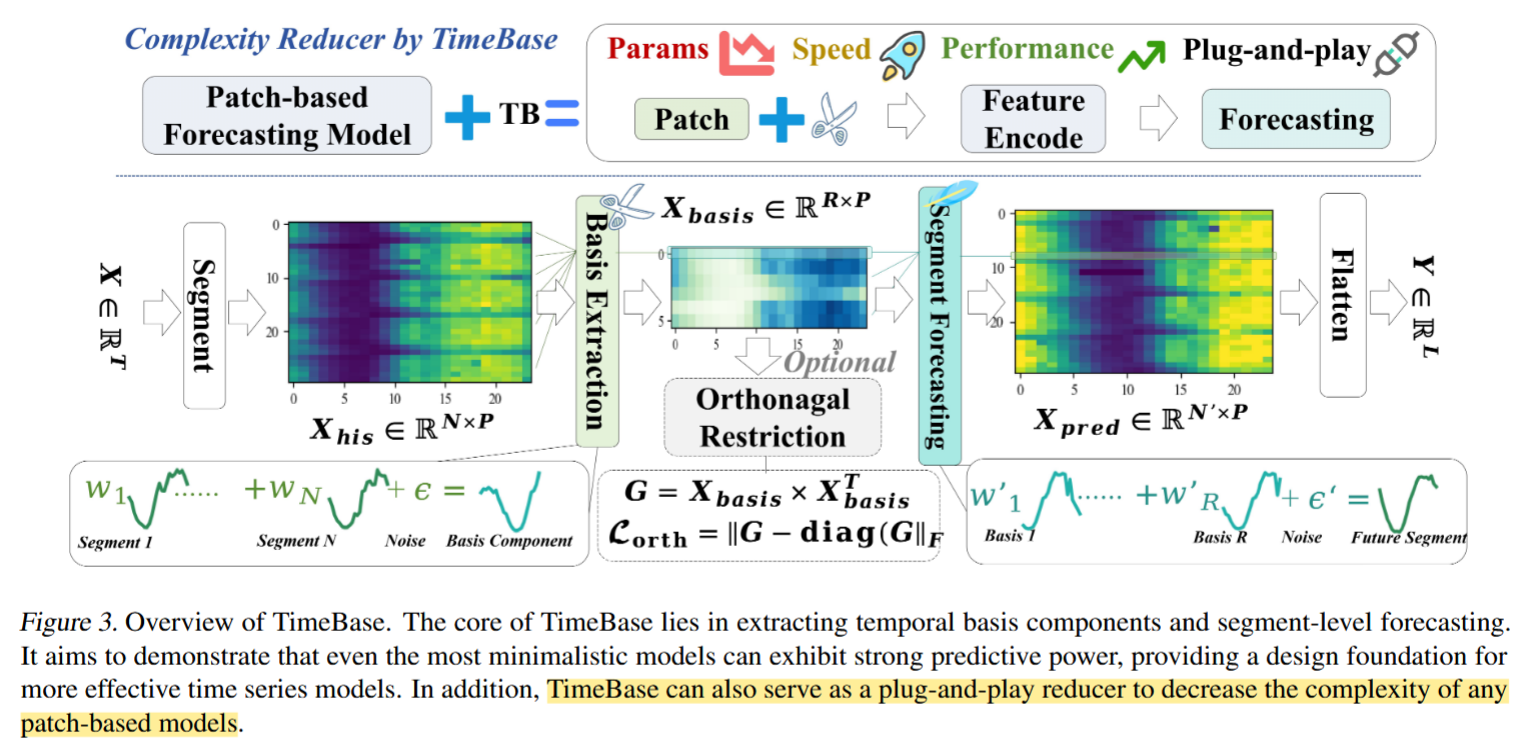 Complexity Reducer by TimeBase
Params Speed Performance Plug-and-play
Patch-based
Forecasting Model
TB
Patch
Feature
Encode
Forecasting
X ∈ ℝ^T
Segment
0
10
20
0 5 10 15 20
X_his ∈ ℝ^{N×P}
Basis Extraction
X_basis ∈ ℝ^{R×P}
0
5
0 5 10 15 20
Optional
Orthonagal
Restriction
Segment Forecasting
0
10
20
0 5 10 15 20
X_pred ∈ ℝ^{N'×P}
Flatten
Y ∈ ℝ^L
w_1 ...... +w_N + ϵ =
Segment 1 Segment N Noise Basis Component
G = X_basis × X_basis^T
𝓛_orth = ‖G − diag(G‖_F
w'_1 ...... +w'_R + ϵ' =
Basis 1 Basis R Noise Future Segment
Figure 3. Overview of TimeBase. The core of TimeBase lies in extracting temporal basis components and segment-level forecasting.
It aims to demonstrate that even the most minimalistic models can exhibit strong predictive power, providing a design foundation for
more effective time series models. In addition, TimeBase can also serve as a plug-and-play reducer to decrease the complexity of any
patch-based models.